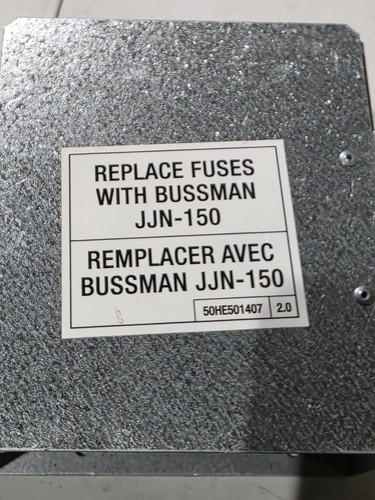 REPLACE FUSES
WITH BUSSMAN
JJN-150
REMPLACER AVEC
BUSSMAN JJN-150
50HE501407 2.0